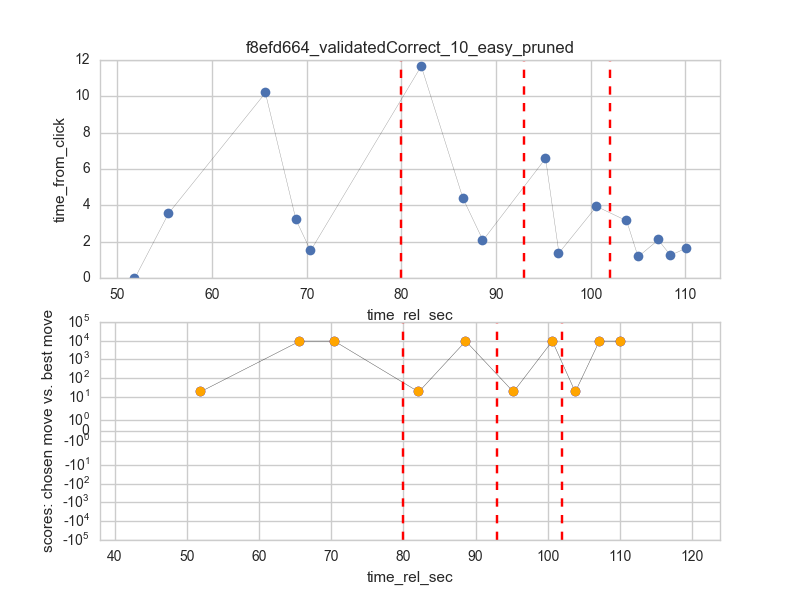 f8efd664_validatedCorrect_10_easy_pruned
time_from_click
12
10
8
6
4
2
0
50 60 70 80 90 100 110
time_rel_sec
scores: chosen move vs. best move
10^5
10^4
10^3
10^2
10^1
10^0
0
-10^0
-10^1
-10^2
-10^3
-10^4
-10^5
40 50 60 70 80 90 100 110 120
time_rel_sec